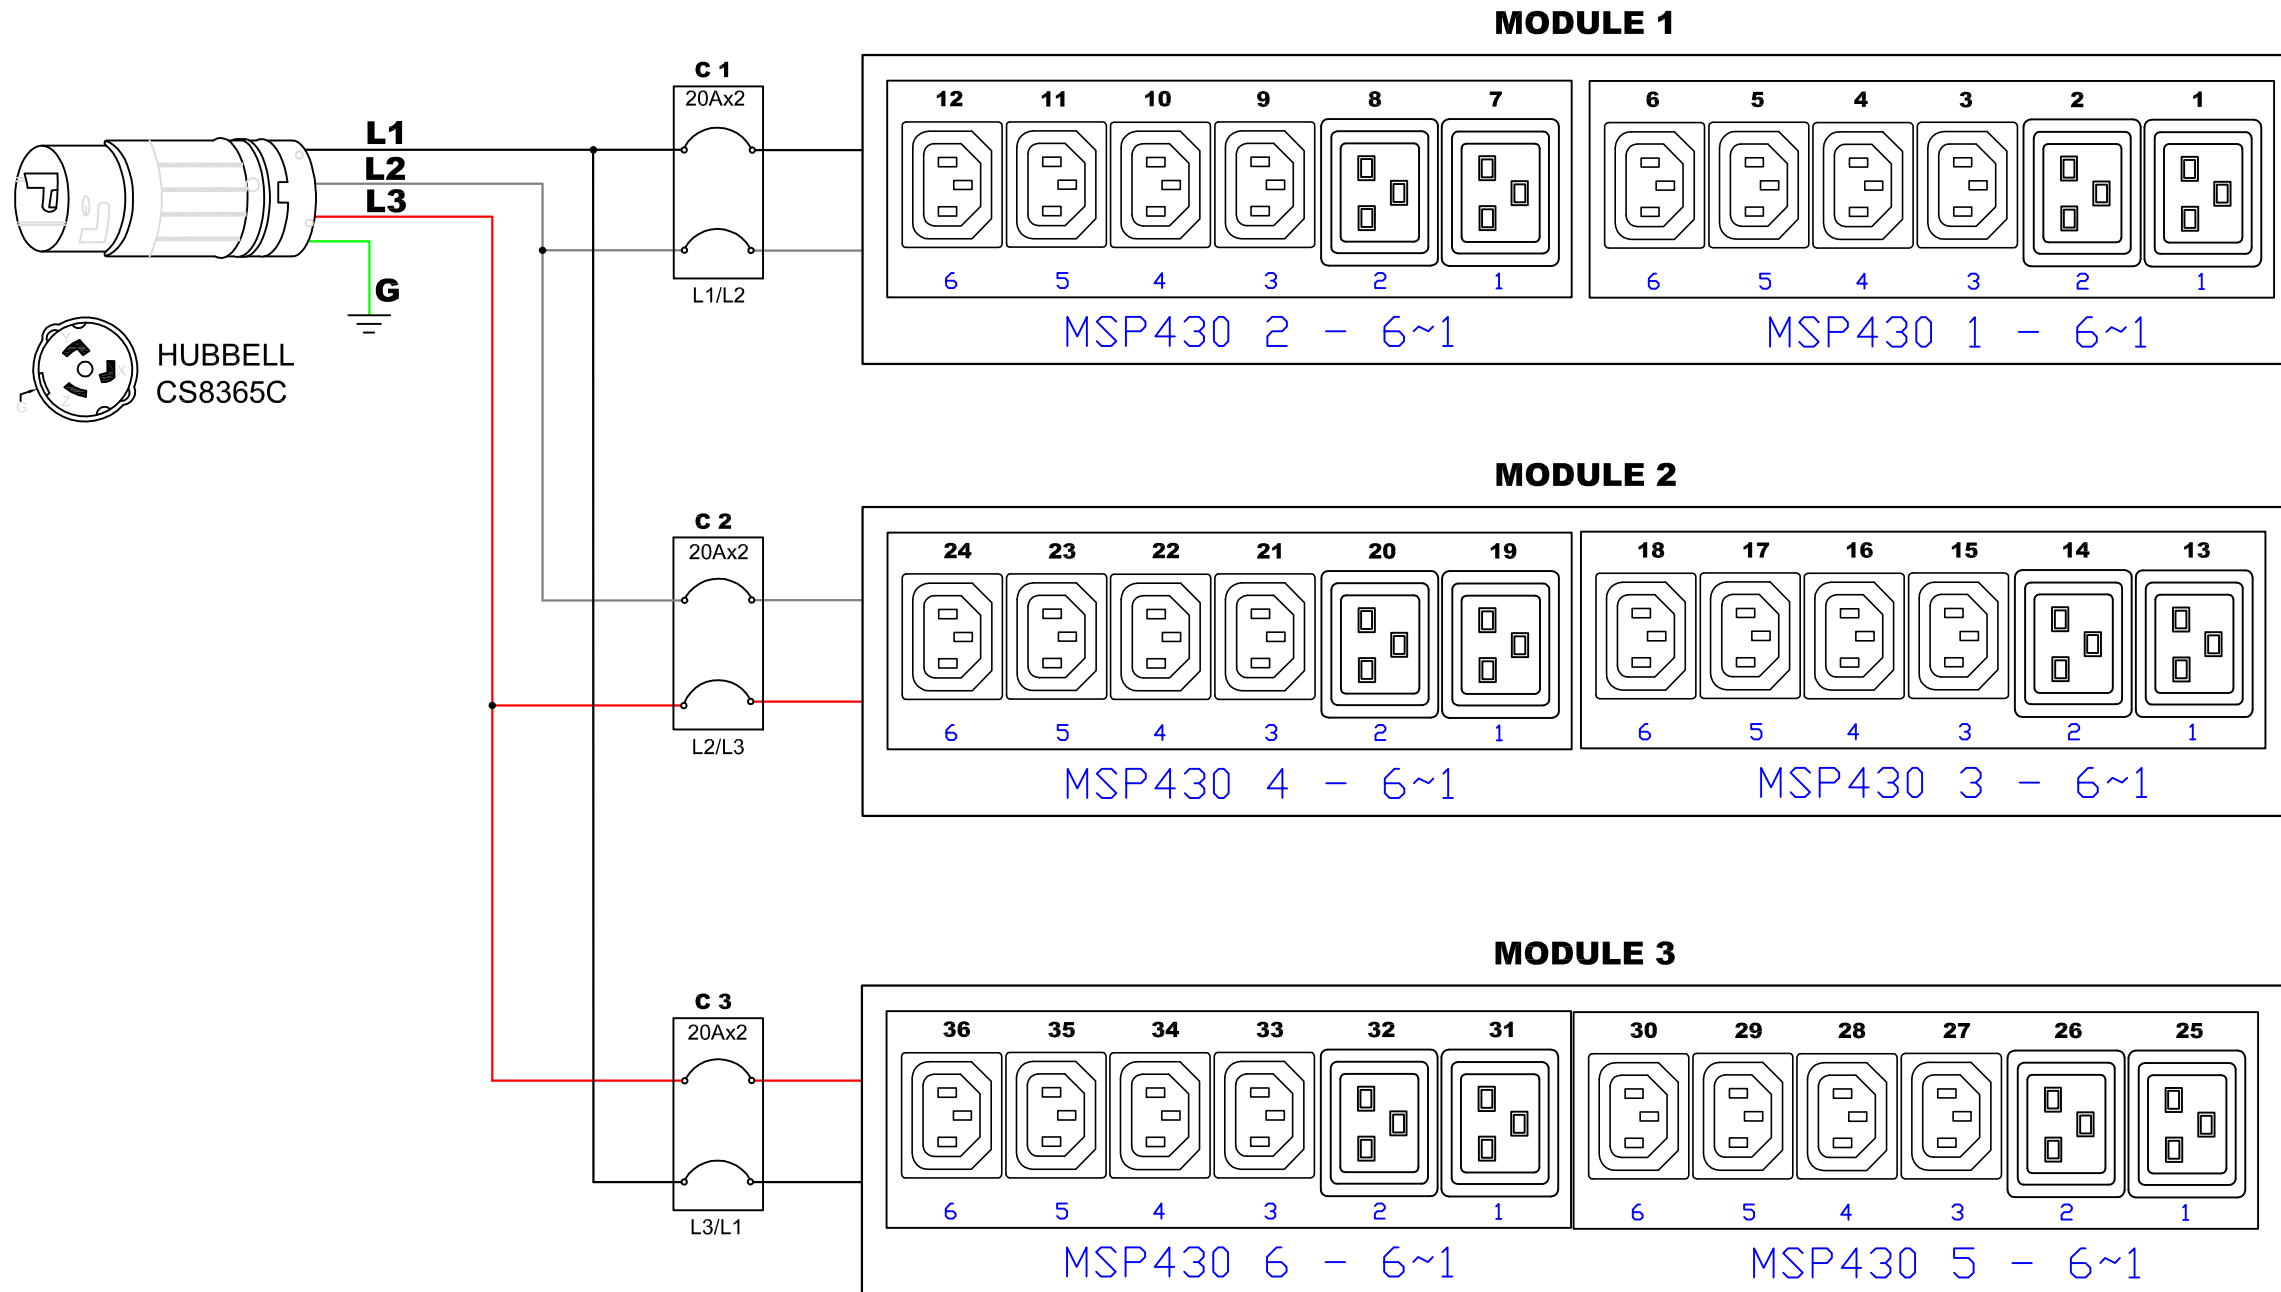 MODULE 1
C 1
20Ax2
12 11 10 9 8 7 6 5 4 3 2 1
L1
L2
L3
G
6 5 4 3 2 1 6 5 4 3 2 1
L1/L2
MSP430 2 - 6~1 MSP430 1 - 6~1
HUBBELL
CS8365C
Y
X
Z
G
MODULE 2
C 2
20Ax2
24 23 22 21 20 19 18 17 16 15 14 13
6 5 4 3 2 1 6 5 4 3 2 1
L2/L3
MSP430 4 - 6~1 MSP430 3 - 6~1
MODULE 3
C 3
20Ax2
36 35 34 33 32 31 30 29 28 27 26 25
6 5 4 3 2 1 6 5 4 3 2 1
L3/L1
MSP430 6 - 6~1 MSP430 5 - 6~1